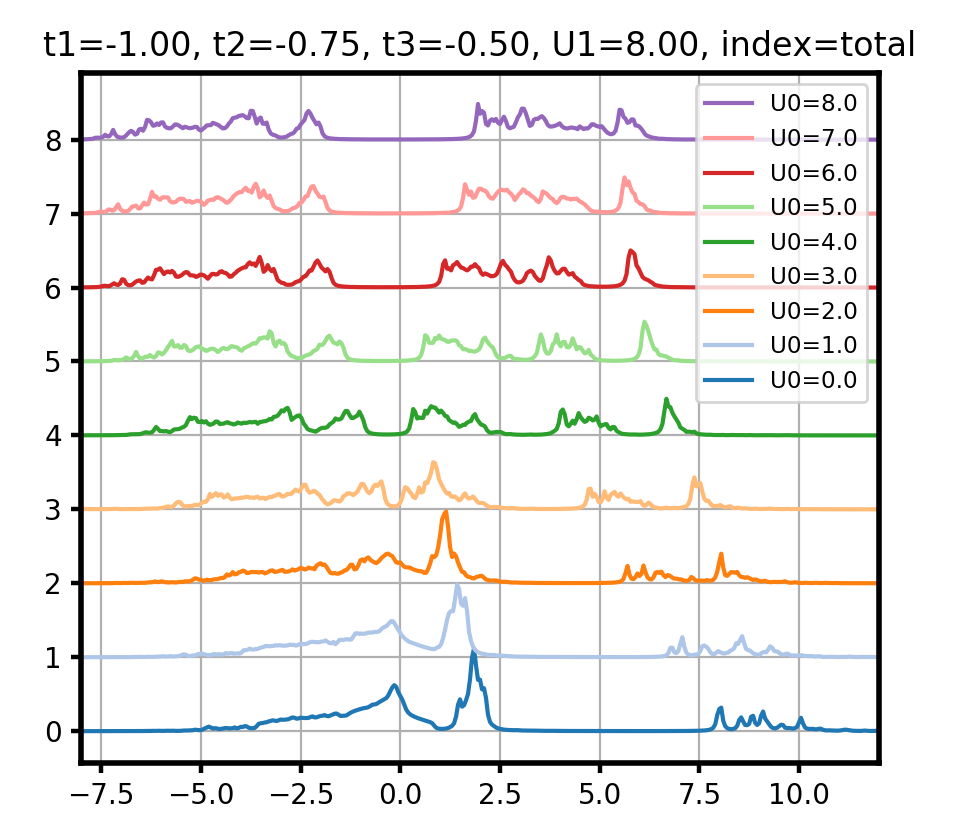 t1=-1.00, t2=-0.75, t3=-0.50, U1=8.00, index=total
U0=8.0
U0=7.0
U0=6.0
U0=5.0
U0=4.0
U0=3.0
U0=2.0
U0=1.0
U0=0.0
8
7
6
5
4
3
2
1
0
−7.5 −5.0 −2.5 0.0 2.5 5.0 7.5 10.0